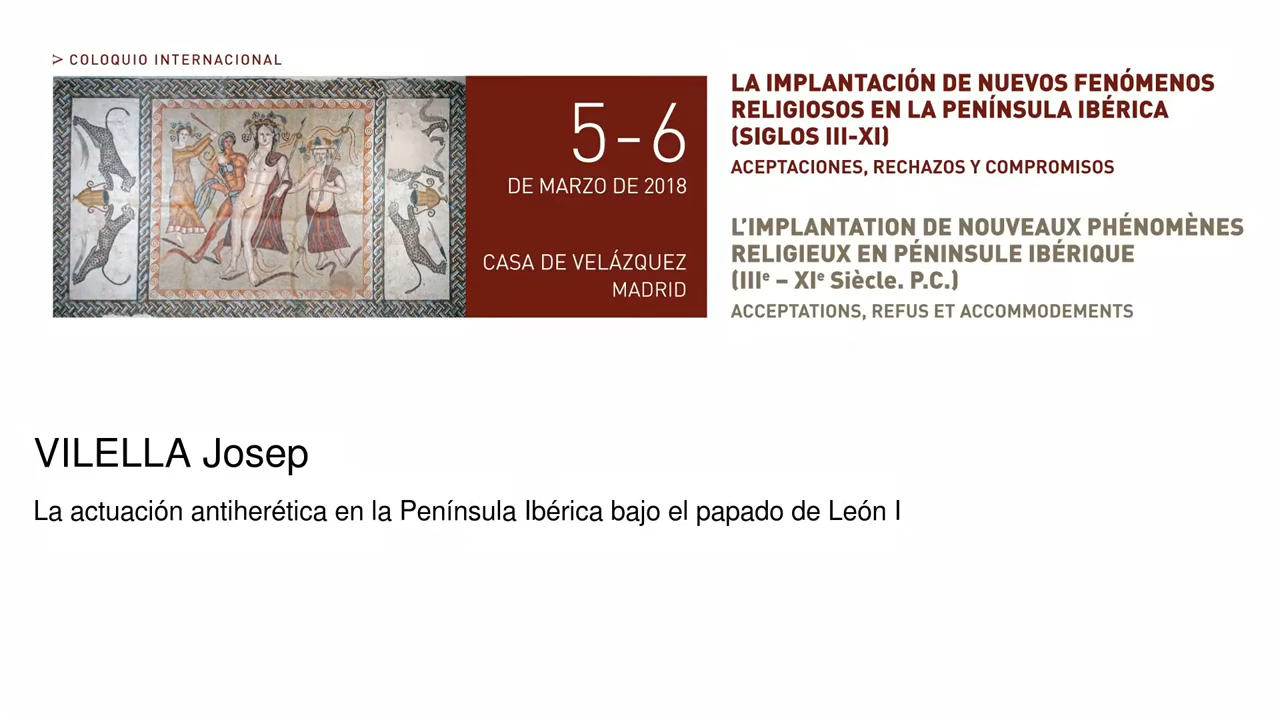 > COLOQUIO INTERNACIONAL
5-6
DE MARZO DE 2018
CASA DE VELÁZQUEZ
MADRID
LA IMPLANTACIÓN DE NUEVOS FENÓMENOS
RELIGIOSOS EN LA PENÍNSULA IBÉRICA
(SIGLOS III-XI)
ACEPTACIONES, RECHAZOS Y COMPROMISOS
L'IMPLANTATION DE NOUVEAUX PHÉNOMÈNES
RELIGIEUX EN PÉNINSULE IBÉRIQUE
(IIIe – XIe Siècle. P.C.)
ACCEPTATIONS, REFUS ET ACCOMMODEMENTS
VILELLA Josep
La actuación antiherética en la Península Ibérica bajo el papado de León I